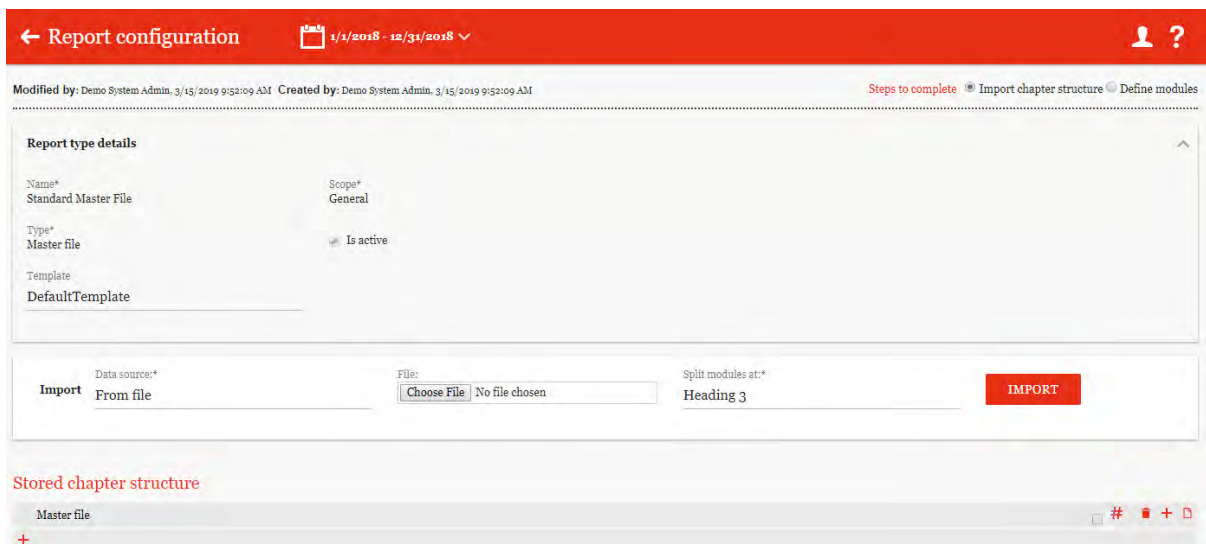 ← Report configuration 1/1/2018 - 12/31/2018
?
Modified by: Demo System Admin, 3/15/2019 9:52:09 AM Created by: Demo System Admin, 3/15/2019 9:52:09 AM
Steps to complete Import chapter structure Define modules
Report type details
Name* Scope*
Standard Master File General
Type*
Master file Is active
Template
DefaultTemplate
Data source:* File: Split modules at:*
Import From file Choose File No file chosen Heading 3 IMPORT
Stored chapter structure
Master file # +
+